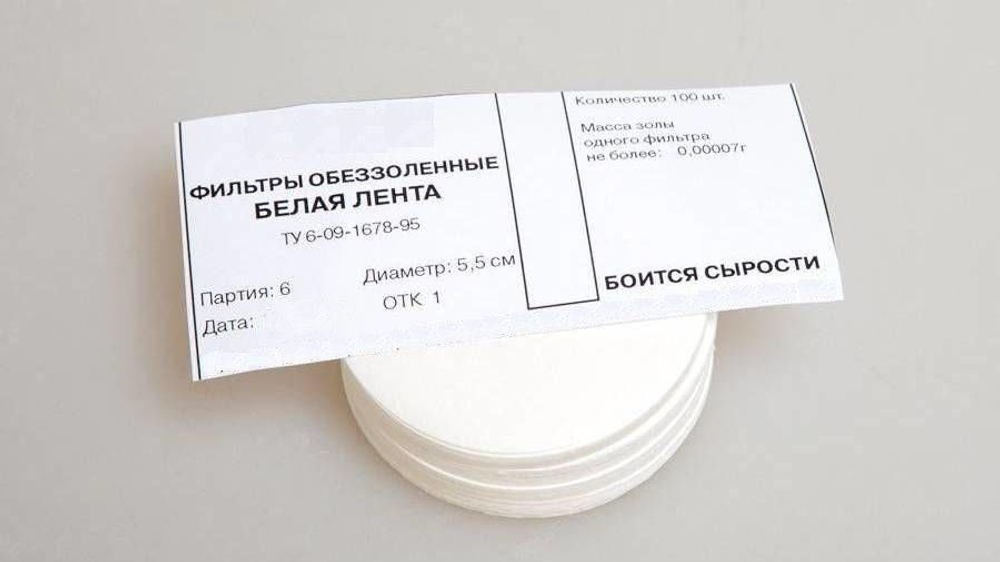 ФИЛЬТРЫ ОБЕЗЗОЛЕННЫЕ
БЕЛАЯ ЛЕНТА
ТУ 6-09-1678-95
Партия: 6
Диаметр: 5,5 см
Дата:
ОТК 1
Количество 100 шт.
Масса золы
одного фильтра
не более: 0,00007г
БОИТСЯ СЫРОСТИ